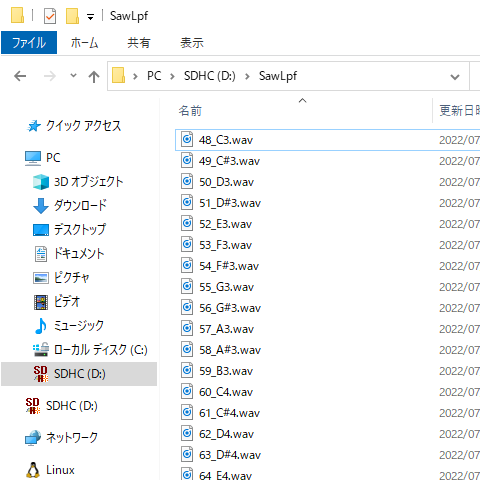 SawLpf
ファイル ホーム 共有 表示
PC SDHC (D:) SawLpf
名前 更新日時
クイック アクセス
PC
3D オブジェクト
ダウンロード
デスクトップ
ドキュメント
ピクチャ
ビデオ
ミュージック
ローカル ディスク (C:)
SDHC (D:)
SDHC (D:)
ネットワーク
Linux
48_C3.wav 2022/07
49_C#3.wav 2022/07
50_D3.wav 2022/07
51_D#3.wav 2022/07
52_E3.wav 2022/07
53_F3.wav 2022/07
54_F#3.wav 2022/07
55_G3.wav 2022/07
56_G#3.wav 2022/07
57_A3.wav 2022/07
58_A#3.wav 2022/07
59_B3.wav 2022/07
60_C4.wav 2022/07
61_C#4.wav 2022/07
62_D4.wav 2022/07
63_D#4.wav 2022/07
64_E4.wav 2022/07